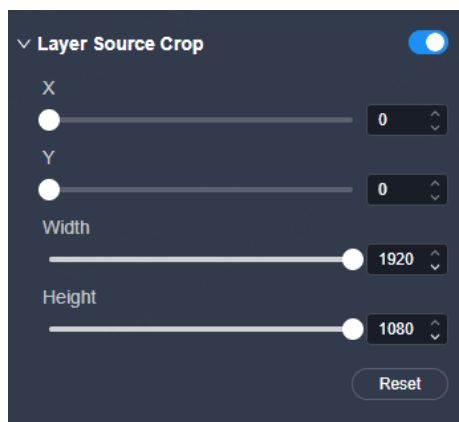 Layer Source Crop
X
0
Y
0
Width
1920
Height
1080
Reset